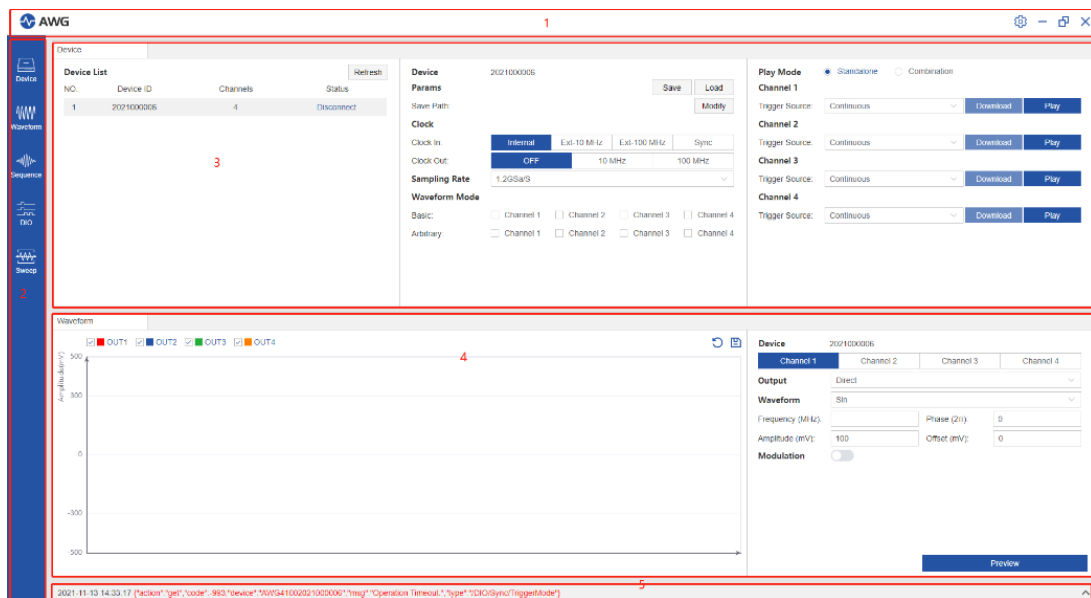 AWG
1
Device
Waveform
Sequence
DIO
Sweep
2
Device
Device List
Refresh
NO. Device ID Channels Status
1 2021000006 4 Disconnect
3
Device 2021000006
Params Save Load
Save Path: Modify
Clock
Clock In: Internal Ext-10 MHz Ext-100 MHz Sync
Clock Out: OFF 10 MHz 100 MHz
Sampling Rate 1.2GSa/S
Waveform Mode
Basic: Channel 1 Channel 2 Channel 3 Channel 4
Arbitrary: Channel 1 Channel 2 Channel 3 Channel 4
Play Mode Standalone Combination
Channel 1
Trigger Source: Continuous Download Play
Channel 2
Trigger Source: Continuous Download Play
Channel 3
Trigger Source: Continuous Download Play
Channel 4
Trigger Source: Continuous Download Play
Waveform
OUT1 OUT2 OUT3 OUT4
4
Amplitude(mV)
500
300
0
-300
-500
Device 2021000006
Channel 1 Channel 2 Channel 3 Channel 4
Output Direct
Waveform Sin
Frequency (MHz): Phase (2π): 0
Amplitude (mV): 100 Offset (mV): 0
Modulation
Preview
5
2021-11-13 14:33:17 {"action":"get","code":-993,"device":"AWG41002021000006","msg":"Operation Timeout.","type":"/DIO/Sync/TriggerMode"}